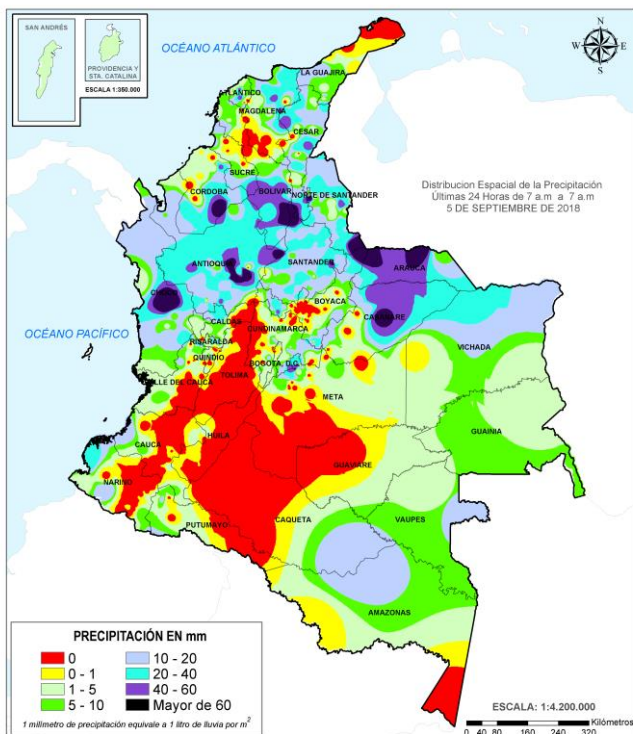 SAN ANDRÉS
PROVIDENCIA Y
STA. CATALINA
ESCALA 1:350.000
OCÉANO ATLÁNTICO
N
W
E
S
LA GUAJIRA
ATLANTICO
MAGDALENA
CESAR
SUCRE
CORDOBA
BOLIVAR
NORTE DE SANTANDER
Distribucion Espacial de la Precipitación
Últimas 24 Horas de 7 a.m a 7 a.m
5 DE SEPTIEMBRE DE 2018
ANTIOQUIA
SANTANDER
ARAUCA
CHOCO
BOYACA
CASANARE
OCÉANO PACÍFICO
CALDAS
CUNDINAMARCA
RISARALDA
VICHADA
QUINDIO
BOGOTA, D.C.
TOLIMA
VALLE DEL CAUCA
META
GUAINIA
HUILA
CAUCA
GUAVIARE
NARIÑO
PUTUMAYO
CAQUETA
VAUPES
AMAZONAS
PRECIPITACIÓN EN mm
0
10 - 20
0 - 1
20 - 40
1 - 5
40 - 60
5 - 10
Mayor de 60
1 milimetro de precipitación equivale a 1 litro de lluvia por m2
ESCALA: 1:4.200.000
Kilómetros
0 40 80 160 240 320